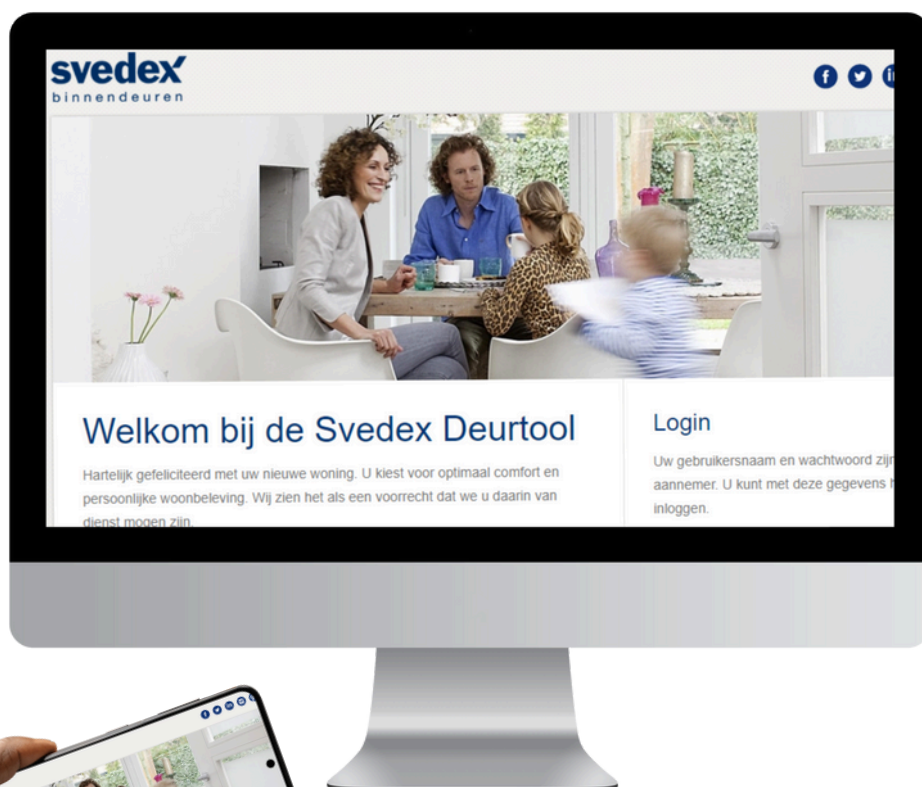 svedex
binnendeuren
Welkom bij de Svedex Deurtool
Hartelijk gefeliciteerd met uw nieuwe woning. U kiest voor optimaal comfort en
persoonlijke woonbeleving. Wij zien het als een voorrecht dat we u daarin van
dienst mogen zijn.
Login
Uw gebruikersnaam en wachtwoord zijn
aannemer. U kunt met deze gegevens
inloggen.